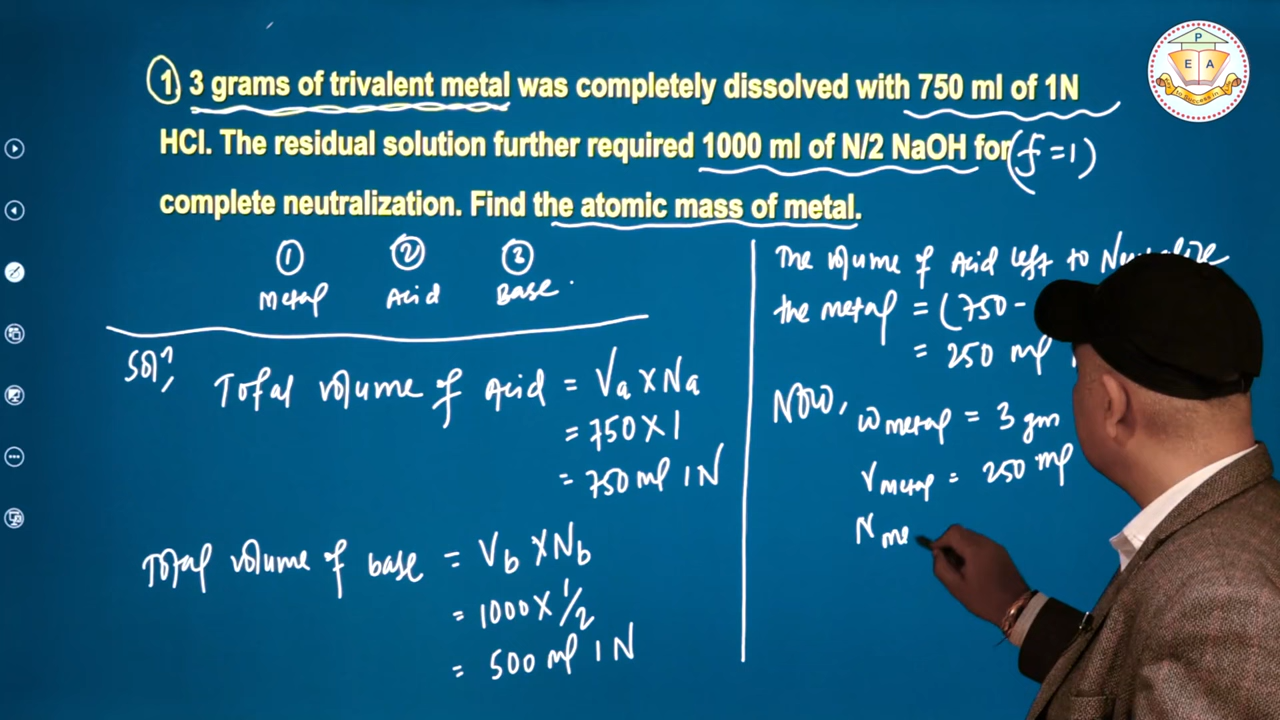 1. 3 grams of trivalent metal was completely dissolved with 750 ml of 1N
HCl. The residual solution further required 1000 ml of N/2 NaOH for (f = 1)
complete neutralization. Find the atomic mass of metal.
1 2 3
Metal Acid Base.
Soln,
Total volume of Acid = Va x Na
= 750 x 1
= 750 ml 1N
Total volume of base = Vb x Nb
= 1000 x 1/2
= 500 ml 1N
The volume of Acid left to
the metal = (750 -
= 250 ml
Now, W metal = 3 gm
V metal = 250 ml
N me
P
E A